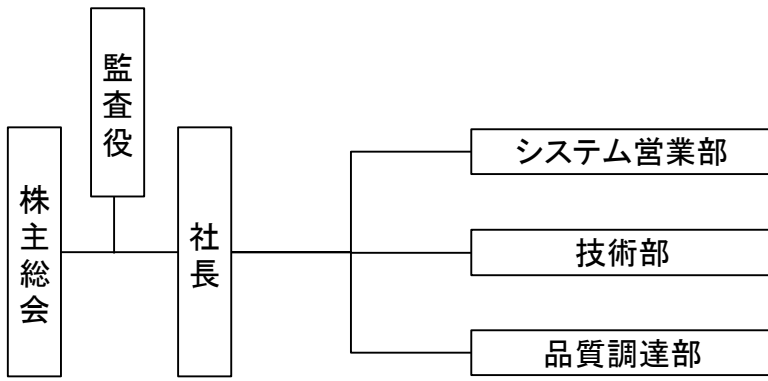 監査役
株主総会
社長
システム営業部
技術部
品質調達部